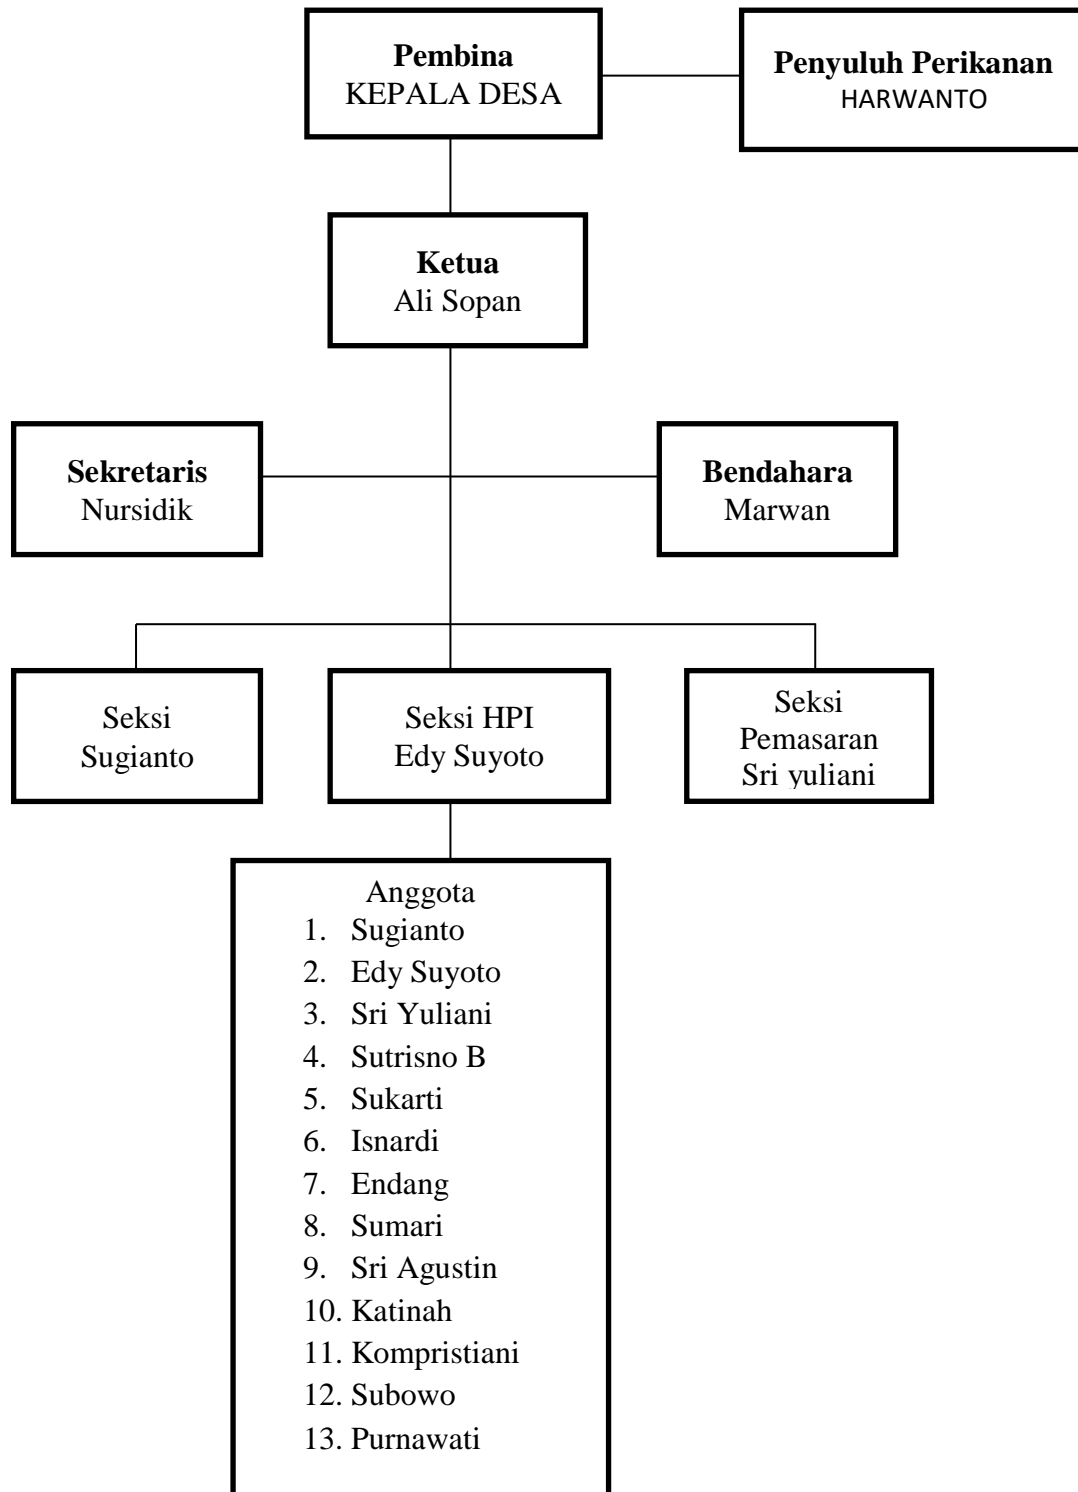 Pembina
KEPALA DESA
Penyuluh Perikanan
HARWANTO
Ketua
Ali Sopan
Sekretaris
Nursidik
Bendahara
Marwan
Seksi
Sugianto
Seksi HPI
Edy Suyoto
Seksi
Pemasaran
Sri yuliani
Anggota
1. Sugianto
2. Edy Suyoto
3. Sri Yuliani
4. Sutrisno B
5. Sukarti
6. Isnardi
7. Endang
8. Sumari
9. Sri Agustin
10. Katinah
11. Kompristiani
12. Subowo
13. Purnawati